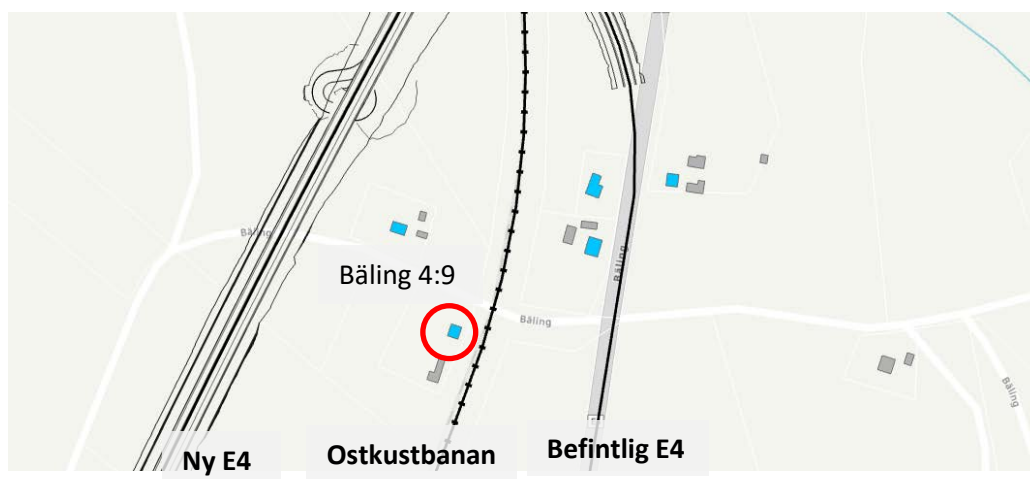 Bäling
Bäling
Bäling 4:9
Bäling
Bäling
Ny E4
Ostkustbanan
Befintlig E4